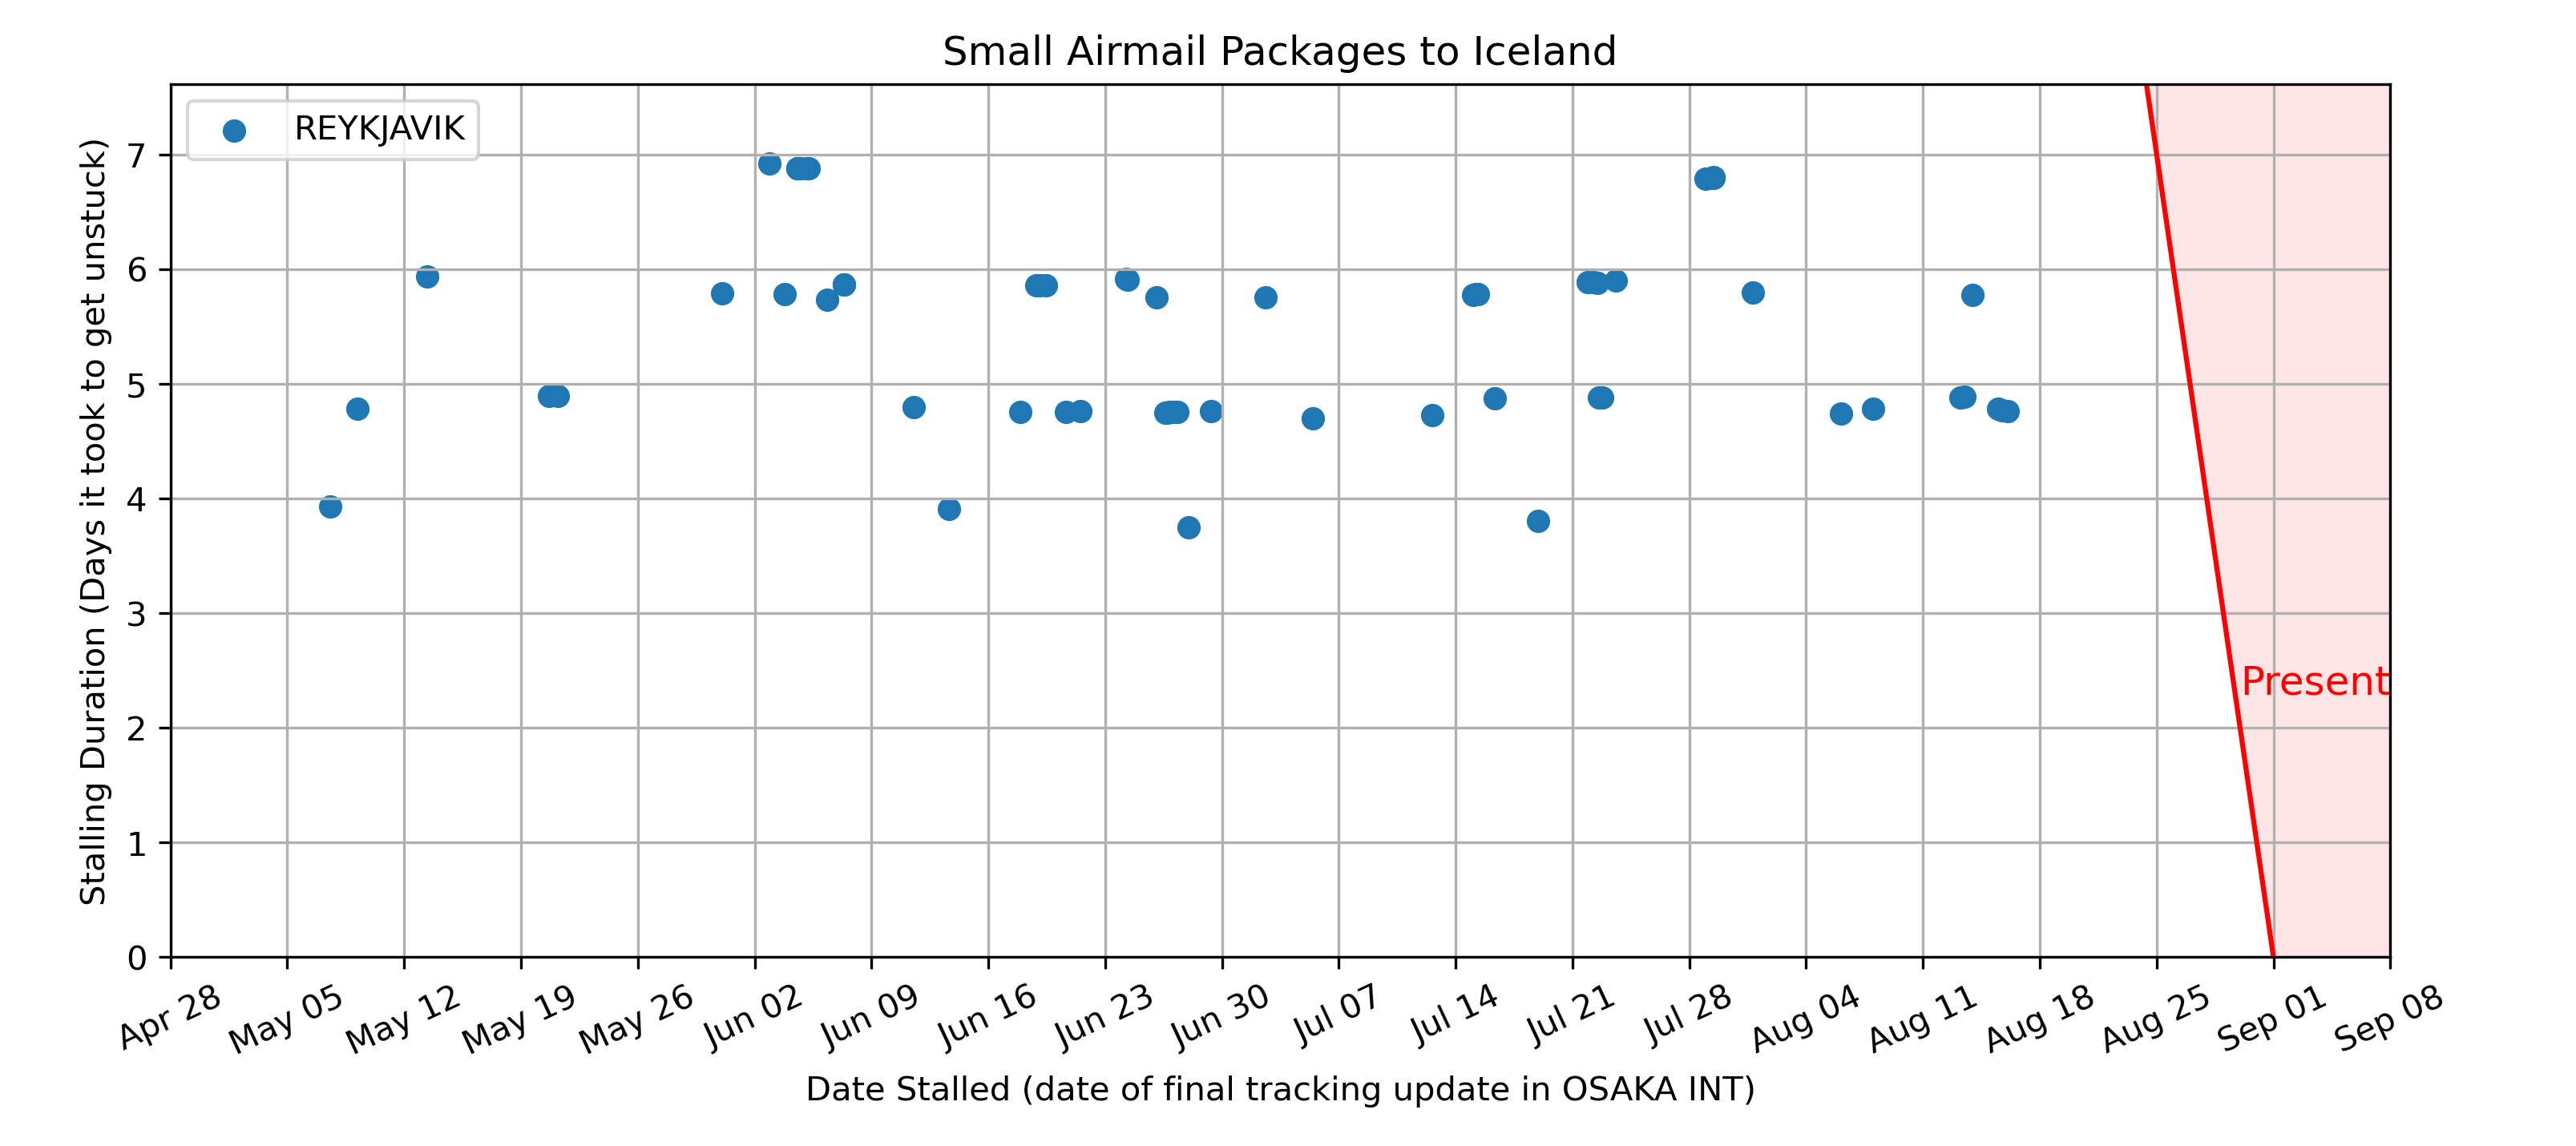 Small Airmail Packages to Iceland
REYKJAVIK
Stalling Duration (Days it took to get unstuck)
7
6
5
4
3
2
1
0
Present
Apr 28 May 05 May 12 May 19 May 26 Jun 02 Jun 09 Jun 16 Jun 23 Jun 30 Jul 07 Jul 14 Jul 21 Jul 28 Aug 04 Aug 11 Aug 18 Aug 25 Sep 01 Sep 08
Date Stalled (date of final tracking update in OSAKA INT)